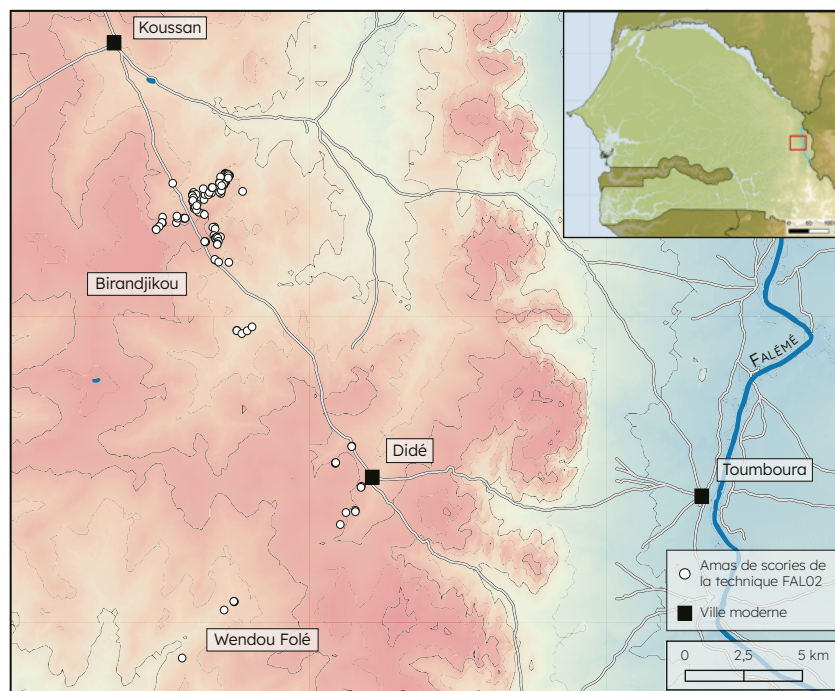 Koussan
Birandjikou
FALÉMÉ
Didé
Toumboura
Wendou Folé
Amas de scories de
la technique FAL02
Ville moderne
0 2,5 5 km